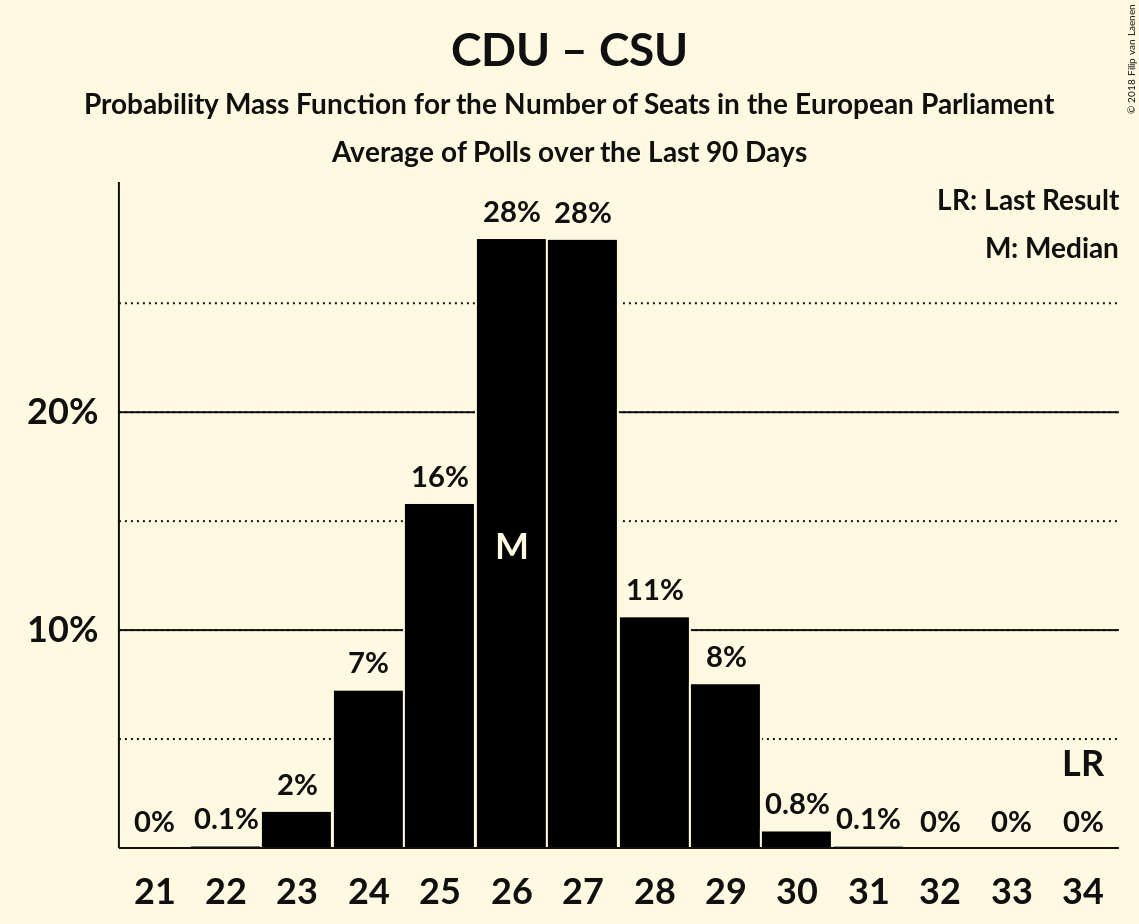 CDU – CSU
Probability Mass Function for the Number of Seats in the European Parliament
Average of Polls over the Last 90 Days
© 2018 Filip van Laenen
LR: Last Result
M: Median
28% 28%
20%
16%
M
11%
10%
8%
7%
LR
2%
0.8%
0% 0.1% 0.1% 0% 0% 0%
21 22 23 24 25 26 27 28 29 30 31 32 33 34